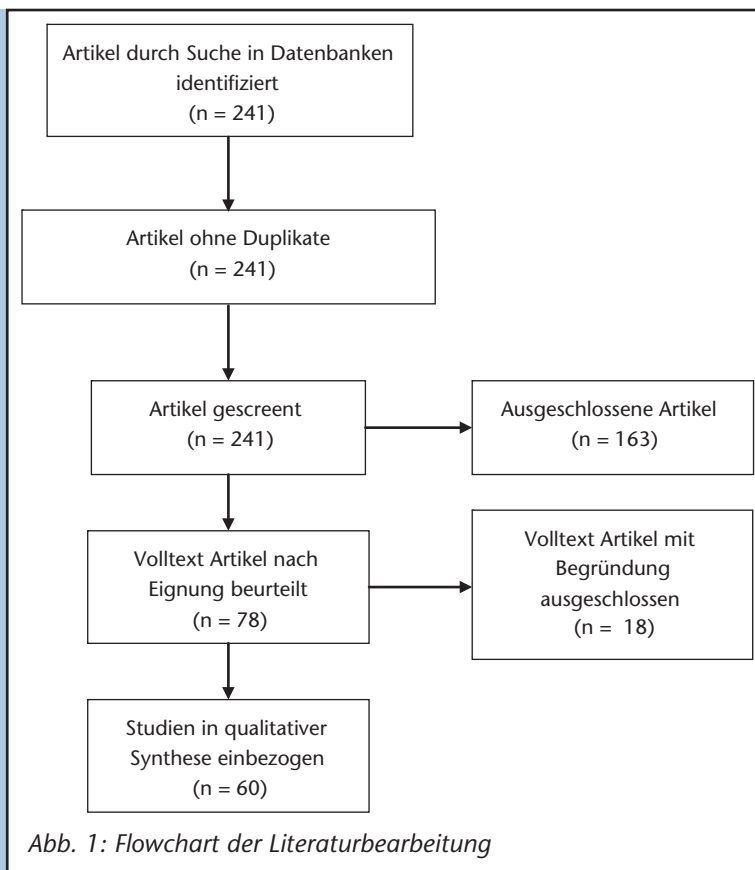 Artikel durch Suche in Datenbanken
identifiziert
(n = 241)
Artikel ohne Duplikate
(n = 241)
Artikel gescreent
(n = 241)
Ausgeschlossene Artikel
(n = 163)
Volltext Artikel nach
Eignung beurteilt
(n = 78)
Volltext Artikel mit
Begründung
ausgeschlossen
(n =  18)
Studien in qualitativer
Synthese einbezogen
(n = 60)
Abb. 1: Flowchart der Literaturbearbeitung